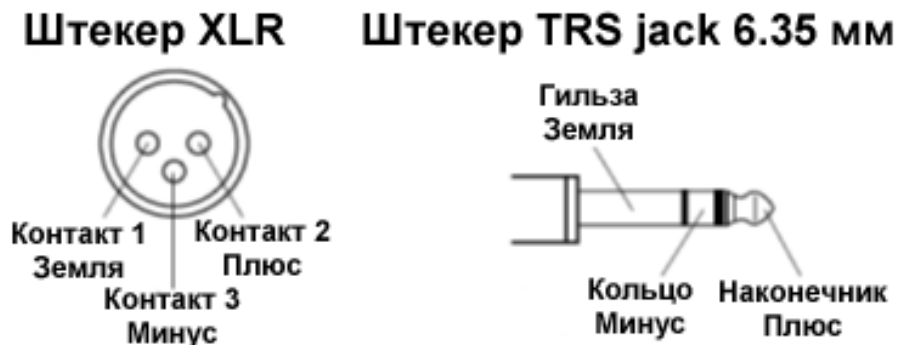 Штекер XLR
Штекер TRS jack 6.35 мм
Гильза
Земля
Контакт 1
Земля
Контакт 2
Плюс
Контакт 3
Минус
Кольцо
Минус
Наконечник
Плюс